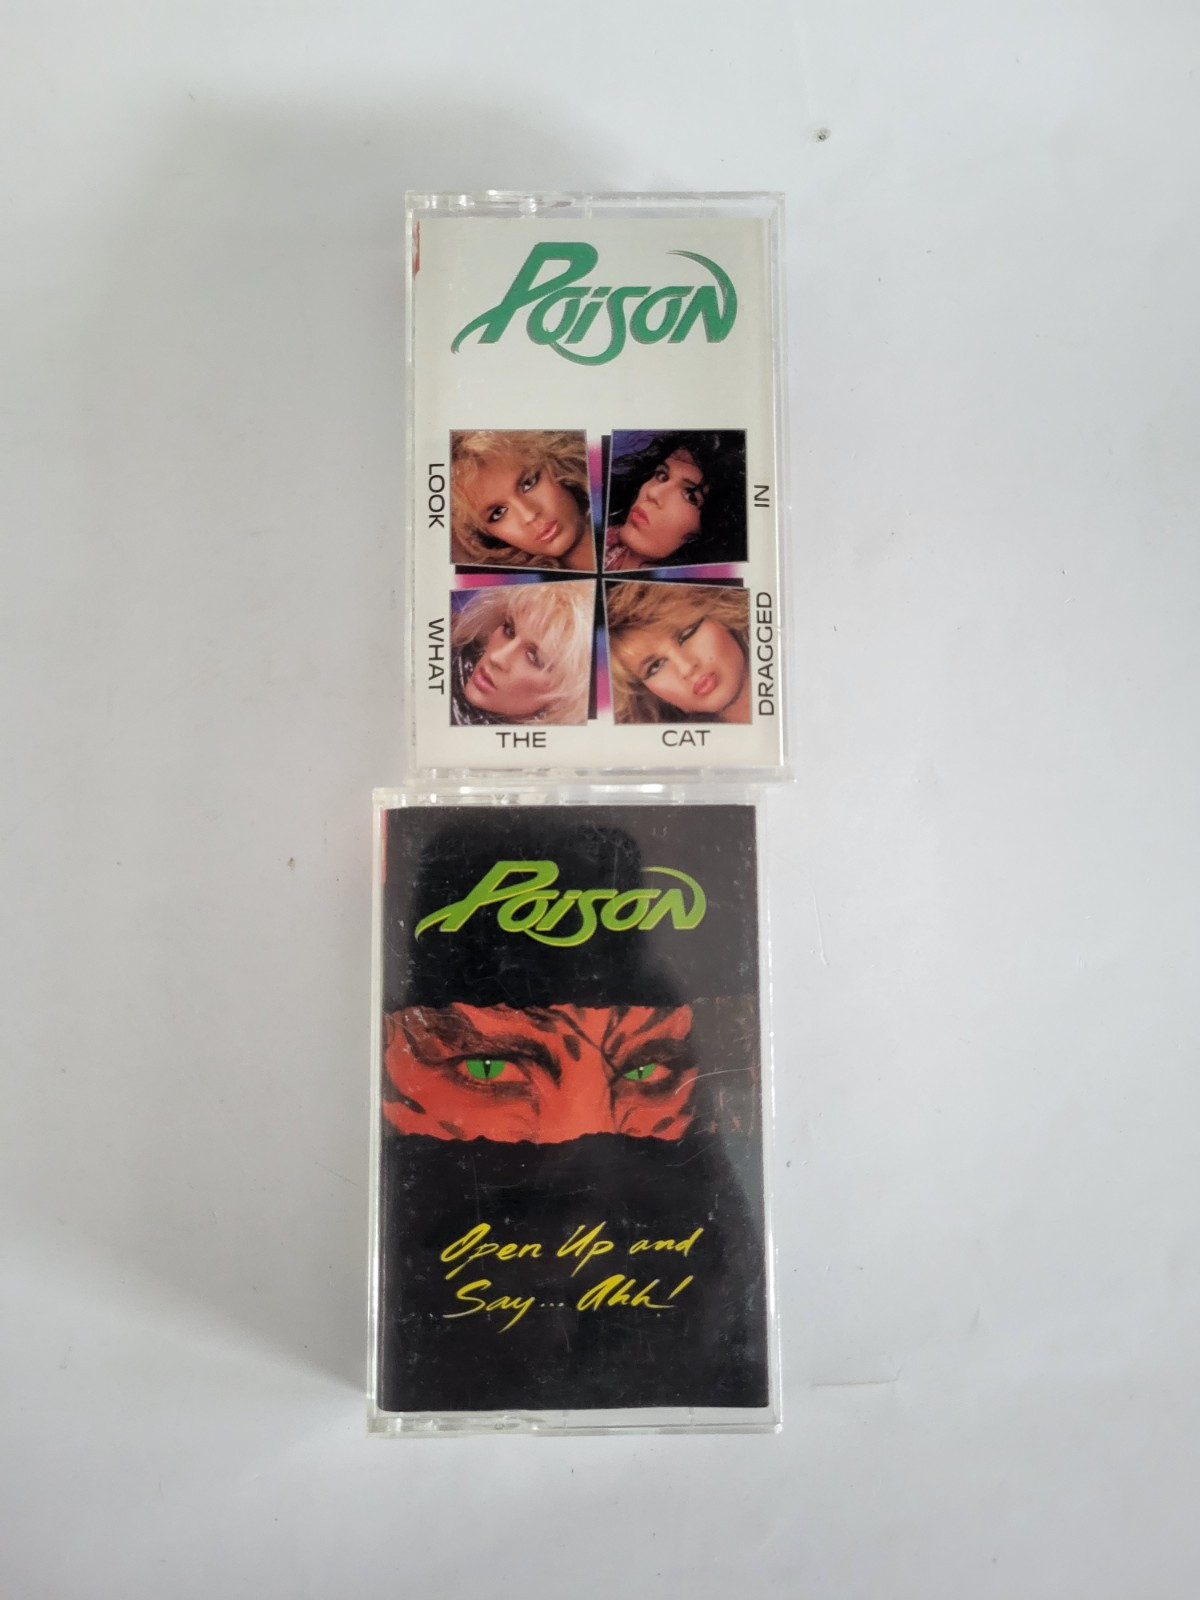 Poison
LOOK
WHAT
THE
CAT
DRAGGED
IN
Poison
Open Up and
Say... Ahh!